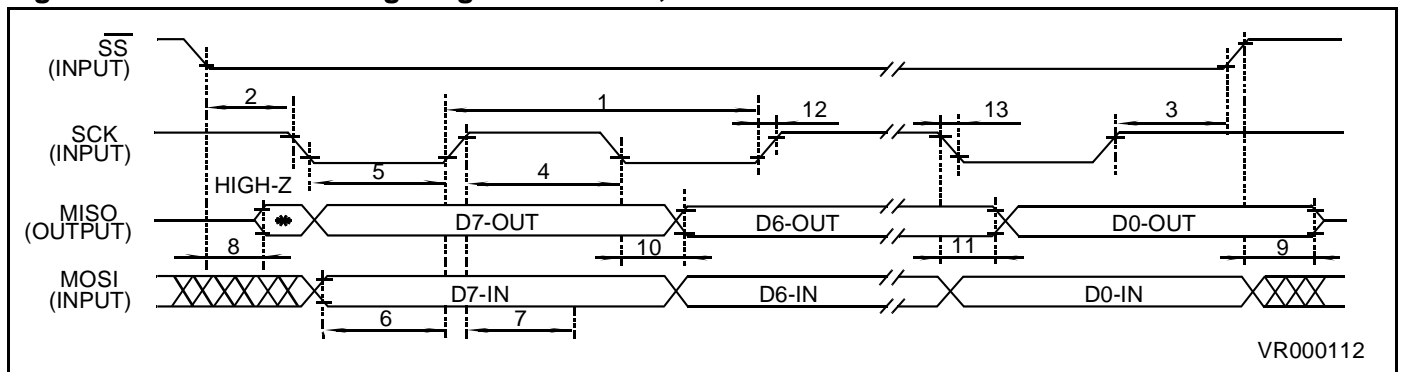 SS
(INPUT)
2
1
12
13
3
SCK
(INPUT)
5
4
HIGH-Z
MISO
(OUTPUT)
D7-OUT
D6-OUT
D0-OUT
8
10
11
9
MOSI
(INPUT)
D7-IN
D6-IN
D0-IN
6
7
VR000112